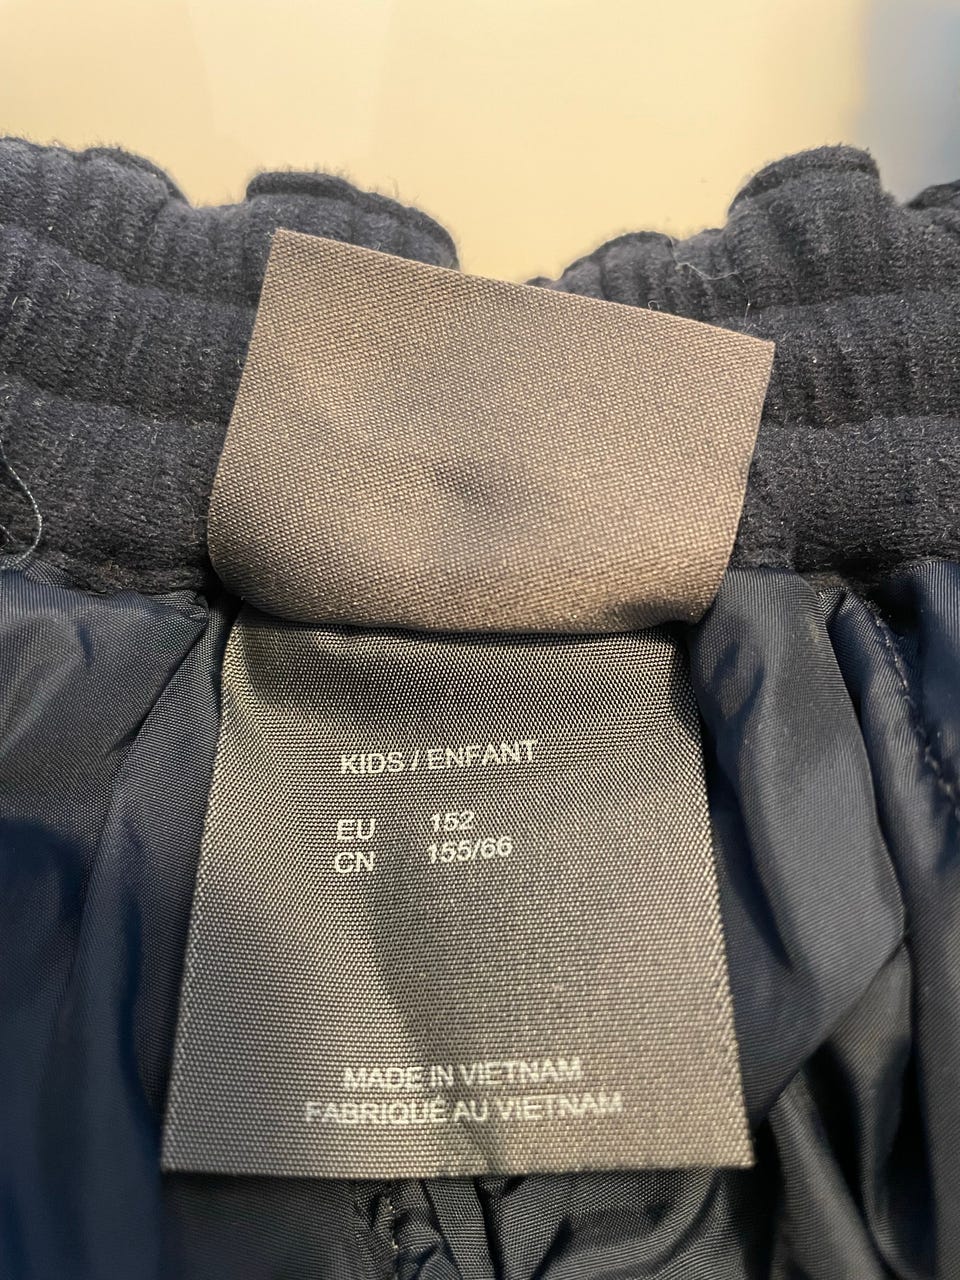 KIDS / ENFANT
EU 152
CN 155/66
MADE IN VIETNAM
FABRIQUÉ AU VIETNAM